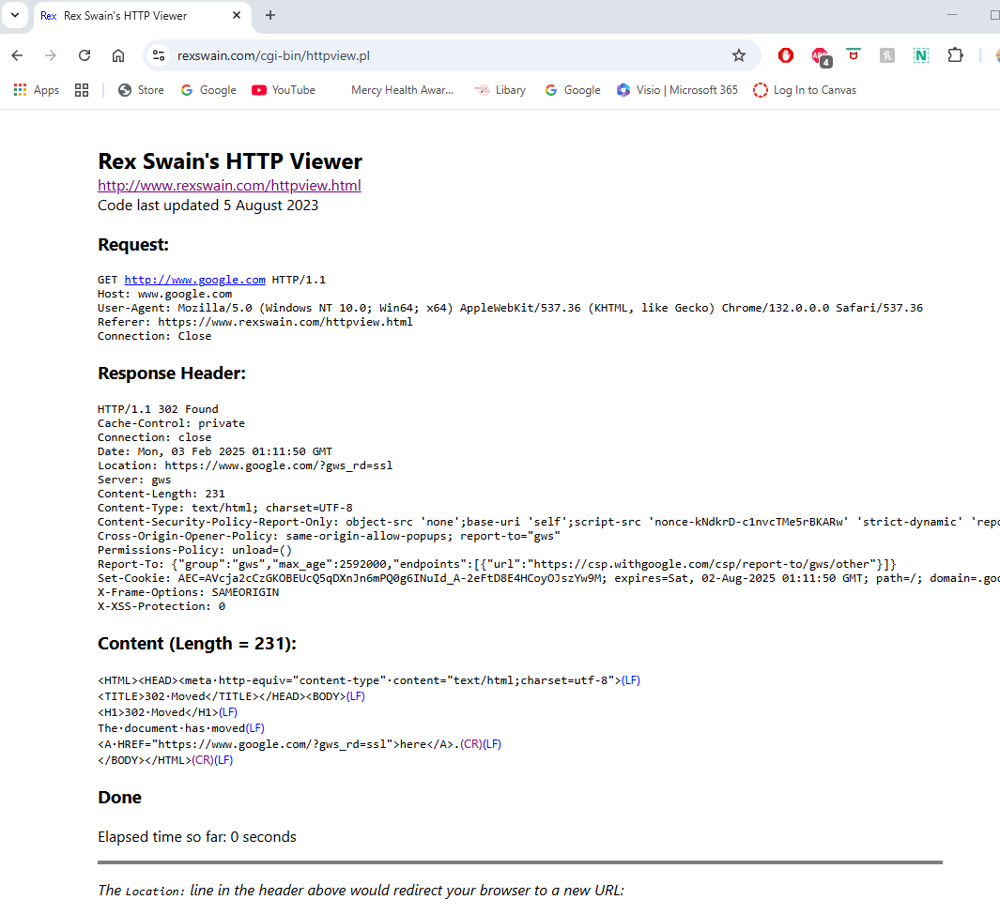 Rex Rex Swain's HTTP Viewer
rexswain.com/cgi-bin/httpview.pl
4
Apps Store Google YouTube Mercy Health Awar... Libary Google Visio | Microsoft 365 Log In to Canvas
Rex Swain's HTTP Viewer
http://www.rexswain.com/httpview.html
Code last updated 5 August 2023
Request:
GET http://www.google.com HTTP/1.1
Host: www.google.com
User-Agent: Mozilla/5.0 (Windows NT 10.0; Win64; x64) AppleWebKit/537.36 (KHTML, like Gecko) Chrome/132.0.0.0 Safari/537.36
Referer: https://www.rexswain.com/httpview.html
Connection: Close
Response Header:
HTTP/1.1 302 Found
Cache-Control: private
Connection: close
Date: Mon, 03 Feb 2025 01:11:50 GMT
Location: https://www.google.com/?gws_rd=ssl
Server: gws
Content-Length: 231
Content-Type: text/html; charset=UTF-8
Content-Security-Policy-Report-Only: object-src 'none';base-uri 'self';script-src 'nonce-kNdkrD-c1nvcTMe5rBKARw' 'strict-dynamic' 'repo
Cross-Origin-Opener-Policy: same-origin-allow-popups; report-to="gws"
Permissions-Policy: unload=()
Report-To: {"group":"gws","max_age":2592000,"endpoints":[{"url":"https://csp.withgoogle.com/csp/report-to/gws/other"}]}
Set-Cookie: AEC=AVcja2cCzGKOBEUcQ5qDXnJn6mPQ0g6INuId_A-2eFtD8E4HCoyOJszYw9M; expires=Sat, 02-Aug-2025 01:11:50 GMT; path=/; domain=.goo
X-Frame-Options: SAMEORIGIN
X-XSS-Protection: 0
Content (Length = 231):
<HTML><HEAD><meta·http-equiv="content-type"·content="text/html;charset=utf-8">(LF)
<TITLE>302·Moved</TITLE></HEAD><BODY>(LF)
<H1>302·Moved</H1>(LF)
The·document·has·moved(LF)
<A·HREF="https://www.google.com/?gws_rd=ssl">here</A>.(CR)(LF)
</BODY></HTML>(CR)(LF)
Done
Elapsed time so far: 0 seconds
The Location: line in the header above would redirect your browser to a new URL: